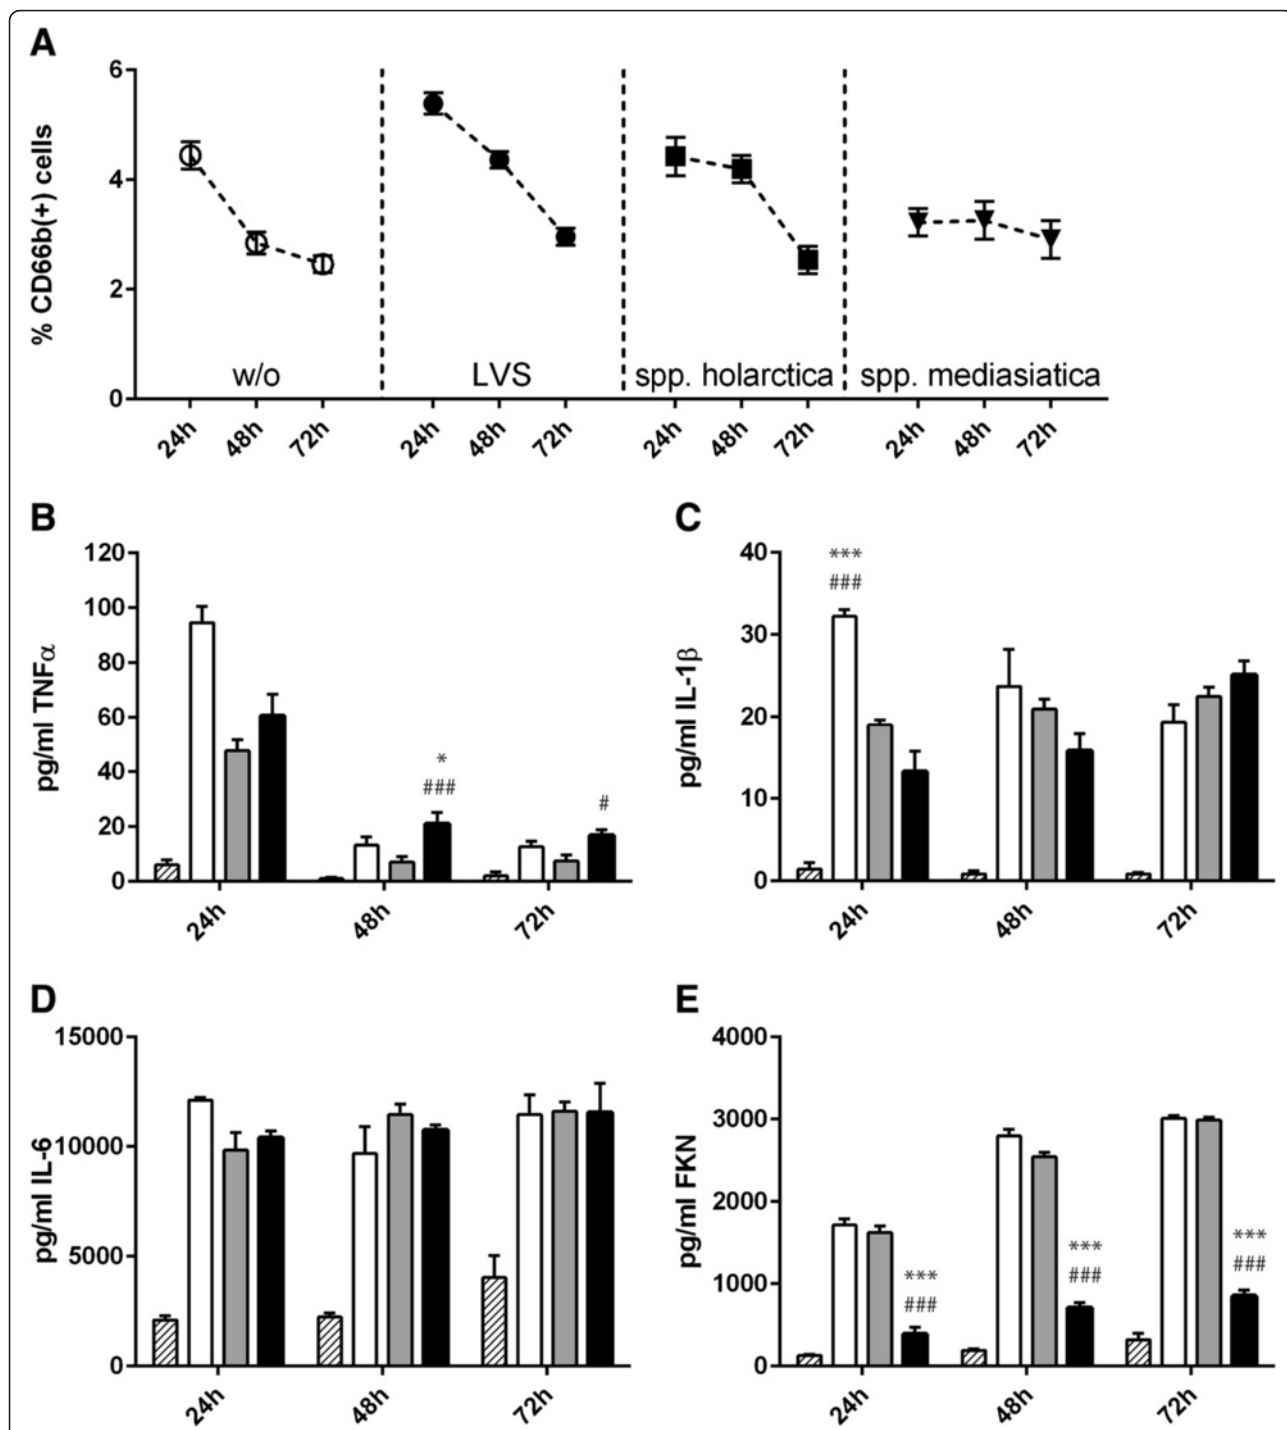 A
% CD66b(+) cells
6
4
2
0
w/o LVS spp. holarctica spp. mediasiatica
24h 48h 72h 24h 48h 72h 24h 48h 72h 24h 48h 72h
B
pg/ml TNFα
120
100
80
60
40
20
0
*
###
#
24h 48h 72h
C
pg/ml IL-1β
40
30
20
10
0
***
###
24h 48h 72h
D
pg/ml IL-6
15000
10000
5000
0
24h 48h 72h
E
pg/ml FKN
4000
3000
2000
1000
0
***
###
***
###
***
###
24h 48h 72h